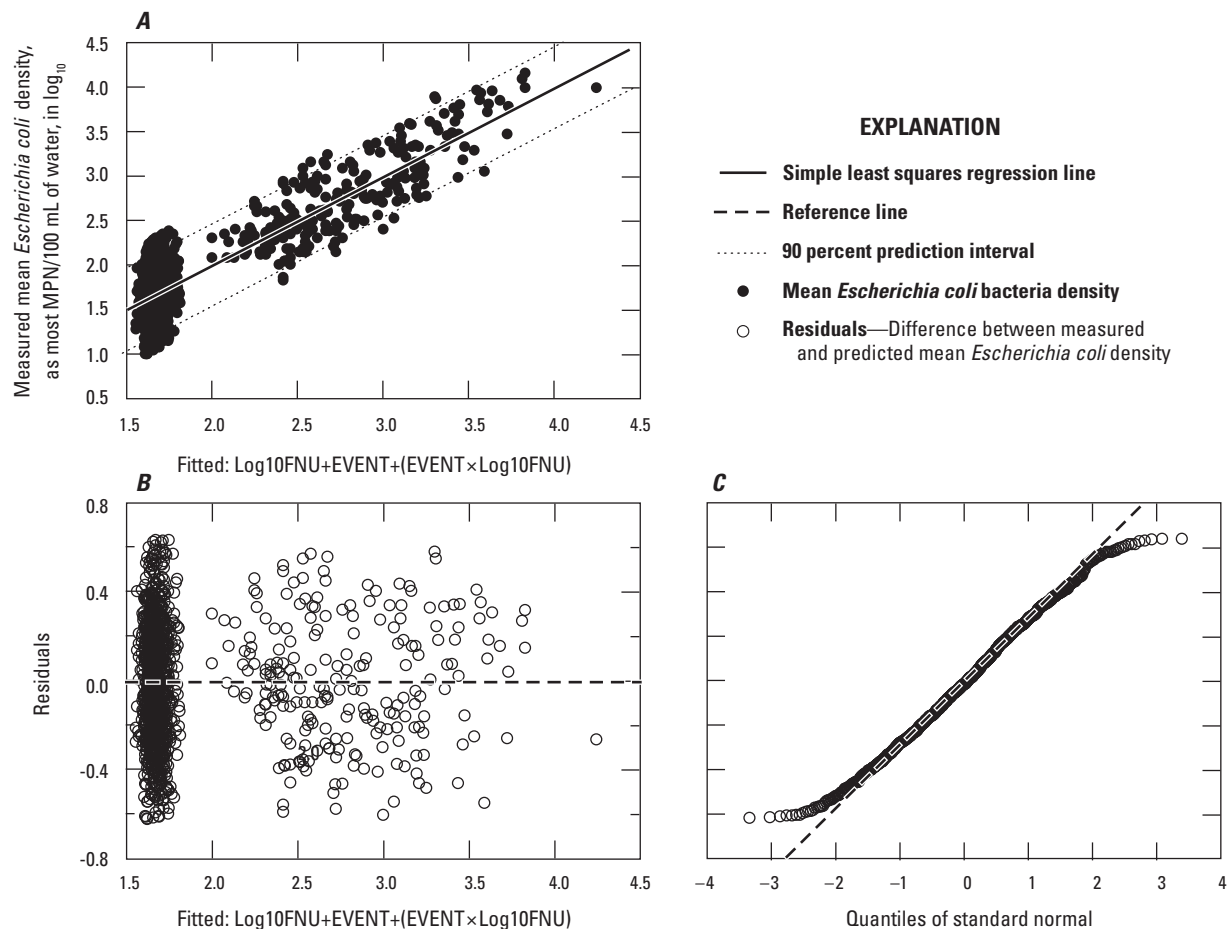 A
Measured mean Escherichia coli density,
as most MPN/100 mL of water, in log10
4.5
4.0
3.5
3.0
2.5
2.0
1.5
1.0
0.5
1.5 2.0 2.5 3.0 3.5 4.0 4.5
Fitted: Log10FNU+EVENT+(EVENT×Log10FNU)
EXPLANATION
Simple least squares regression line
Reference line
90 percent prediction interval
Mean Escherichia coli bacteria density
Residuals—Difference between measured
and predicted mean Escherichia coli density
B
Residuals
0.8
0.4
0.0
-0.4
-0.8
1.5 2.0 2.5 3.0 3.5 4.0 4.5
Fitted: Log10FNU+EVENT+(EVENT×Log10FNU)
C
−4 −3 −2 −1 0 1 2 3 4
Quantiles of standard normal